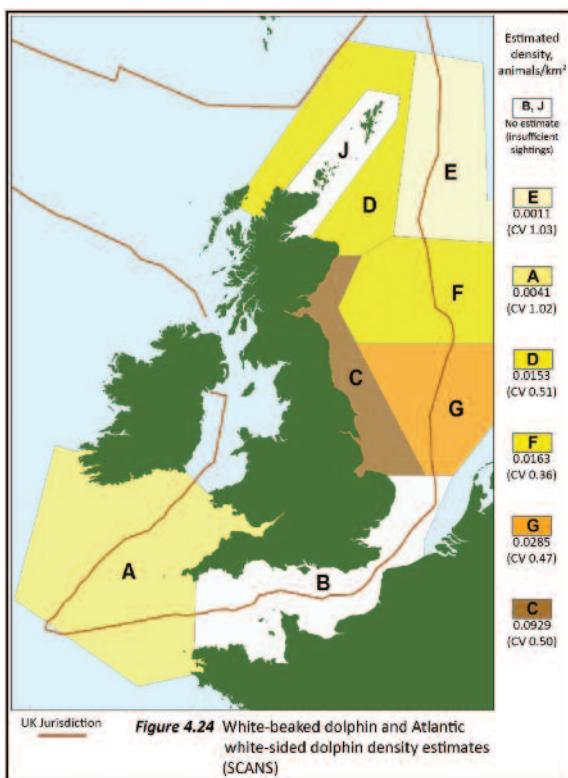 Estimated
density,
animals/km²
B, J
No estimate
(insufficient
sightings)
E
0.0011
(CV 1.03)
A
0.0041
(CV 1.02)
D
0.0153
(CV 0.51)
F
0.0163
(CV 0.36)
G
0.0285
(CV 0.47)
C
0.0929
(CV 0.50)
J
E
D
F
C
G
A
B
UK Jurisdiction
Figure 4.24 White-beaked dolphin and Atlantic
white-sided dolphin density estimates
(SCANS)